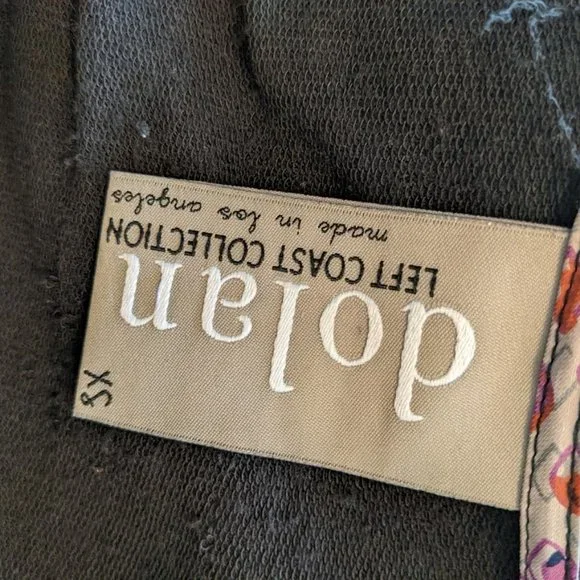 XS
dolan
LEFT COAST COLLECTION
made in los angeles